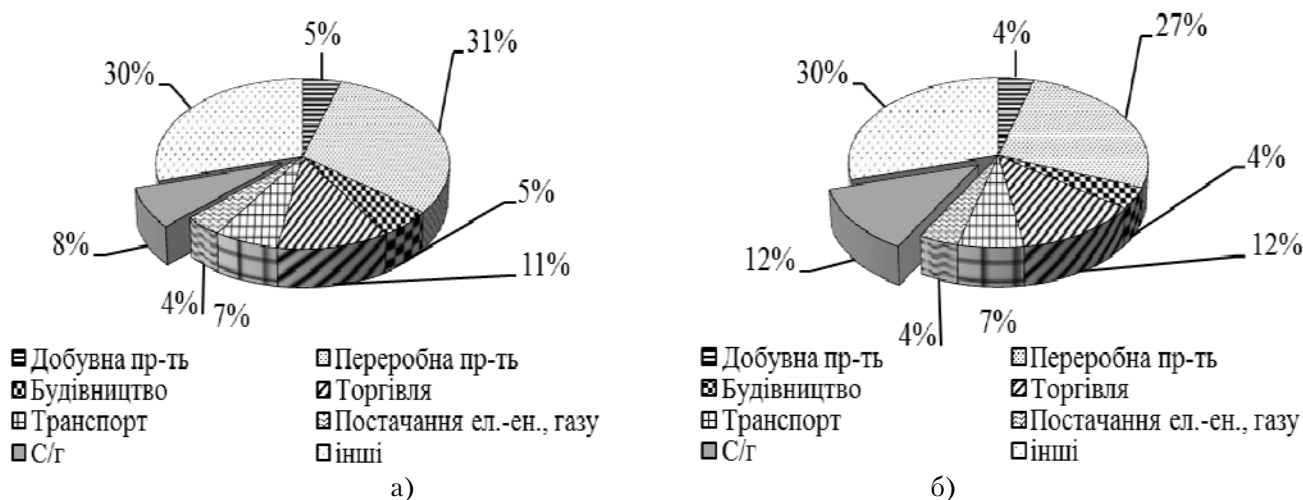 5%
31%
30%
5%
8%
11%
4%
7%
Добувна пр-ть
Переробна пр-ть
Будівництво
Торгівля
Транспорт
Постачання ел.-ен., газу
С/г
інші
а)
4%
27%
30%
4%
12%
12%
4%
7%
Добувна пр-ть
Переробна пр-ть
Будівництво
Торгівля
Транспорт
Постачання ел.-ен., газу
С/г
інші
б)